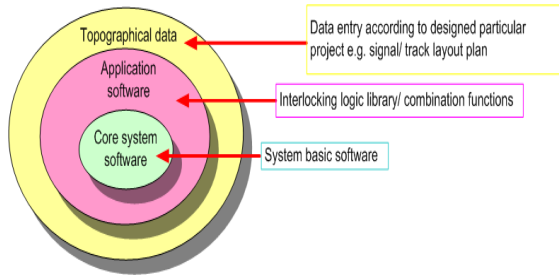 Topographical data
Application
software
Core system
software
Data entry according to designed particular
project e.g. signal/ track layout plan
Interlocking logic library/ combination functions
System basic software